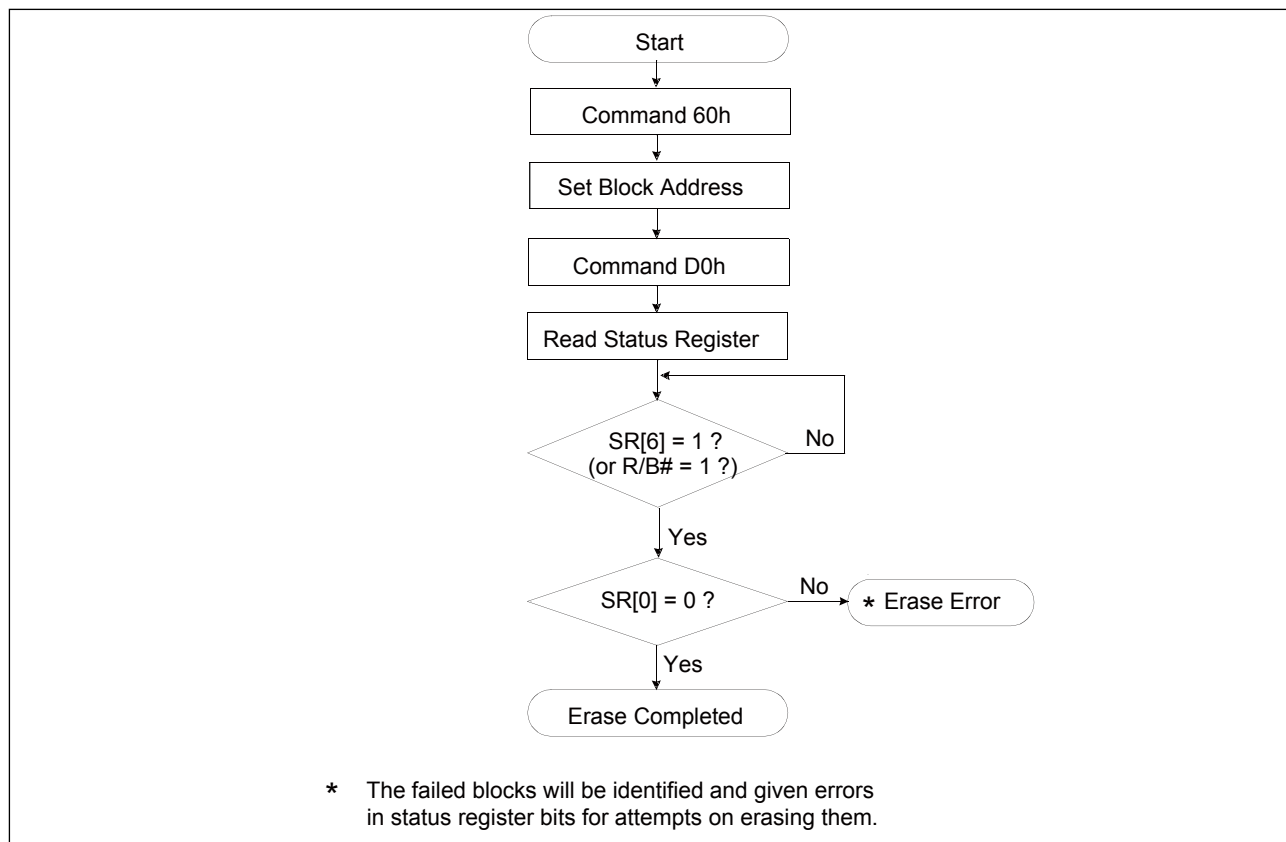 Start
Command 60h
Set Block Address
Command D0h
Read Status Register
SR[6] = 1 ?
(or R/B# = 1 ?)
No
Yes
SR[0] = 0 ?
No
* Erase Error
Yes
Erase Completed
* The failed blocks will be identified and given errors
in status register bits for attempts on erasing them.